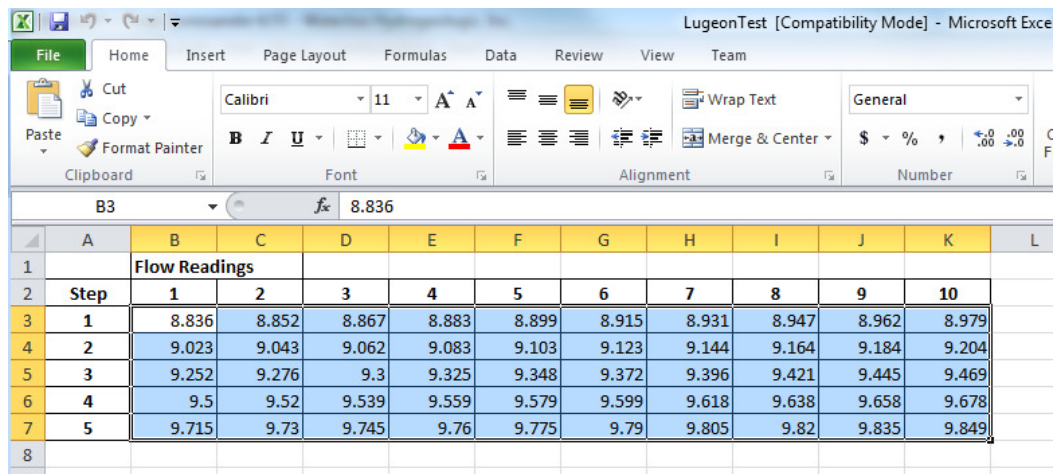 LugeonTest [Compatibility Mode] - Microsoft Exce
File Home Insert Page Layout Formulas Data Review View Team
Paste
Cut
Copy
Format Painter
Clipboard
Calibri 11 A A
B I U A
Font
Wrap Text
Merge & Center
Alignment
General
$ % , .0 .00 .00 .0
Number
B3 fx 8.836
A B C D E F G H I J K L
1 Flow Readings
2 Step 1 2 3 4 5 6 7 8 9 10
3 1 8.836 8.852 8.867 8.883 8.899 8.915 8.931 8.947 8.962 8.979
4 2 9.023 9.043 9.062 9.083 9.103 9.123 9.144 9.164 9.184 9.204
5 3 9.252 9.276 9.3 9.325 9.348 9.372 9.396 9.421 9.445 9.469
6 4 9.5 9.52 9.539 9.559 9.579 9.599 9.618 9.638 9.658 9.678
7 5 9.715 9.73 9.745 9.76 9.775 9.79 9.805 9.82 9.835 9.849
8